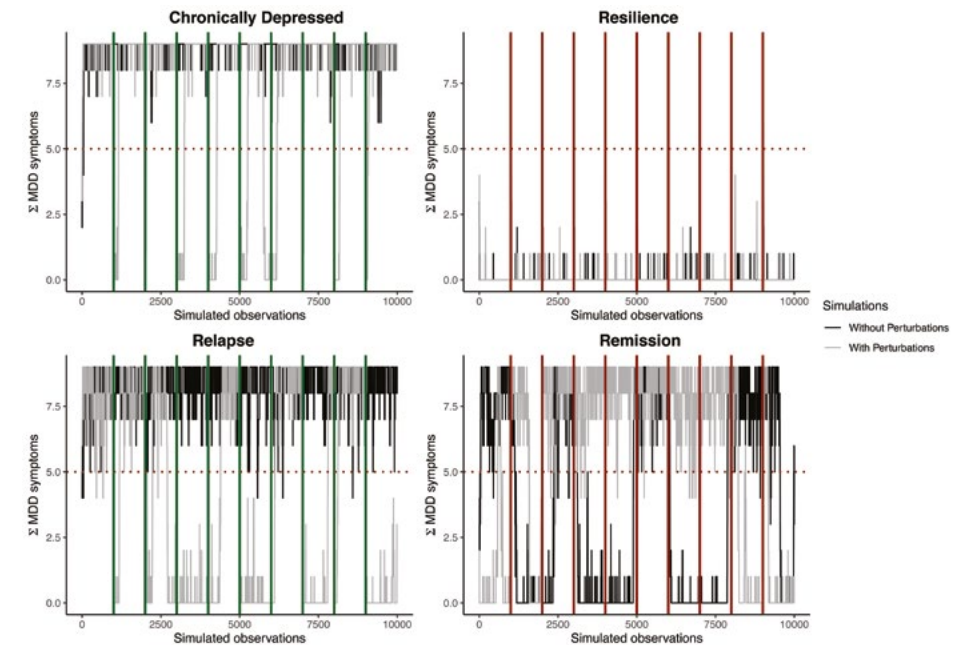 Chronically Depressed
Σ MDD symptoms
7.5
5.0
2.5
0.0
0 2500 5000 7500 10000
Simulated observations
Resilience
Σ MDD symptoms
7.5
5.0
2.5
0.0
0 2500 5000 7500 10000
Simulated observations
Simulations
Without Perturbations
With Perturbations
Relapse
Σ MDD symptoms
7.5
5.0
2.5
0.0
0 2500 5000 7500 10000
Simulated observations
Remission
Σ MDD symptoms
7.5
5.0
2.5
0.0
0 2500 5000 7500 10000
Simulated observations